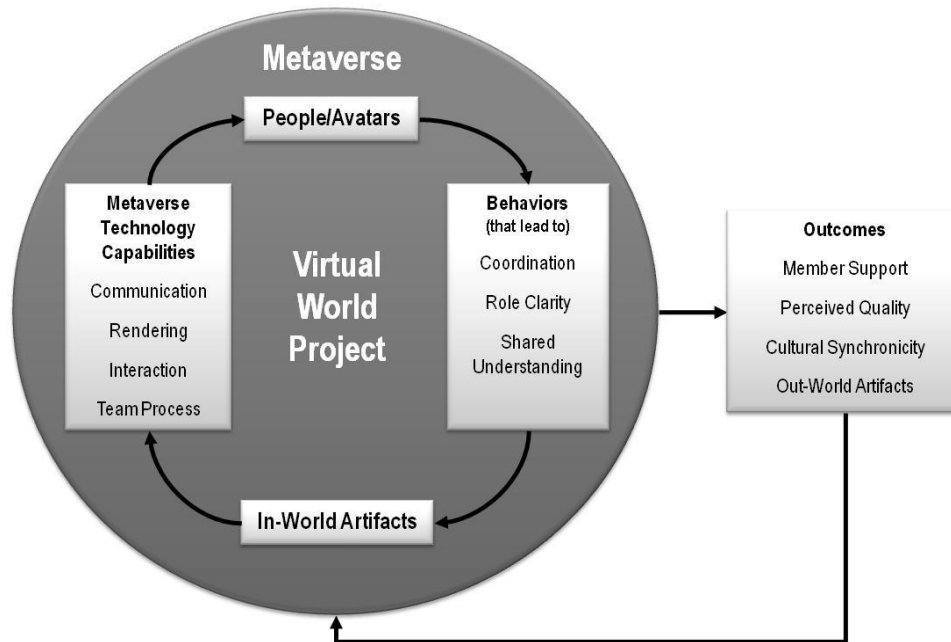 Metaverse
People/Avatars
Metaverse
Technology
Capabilities
Communication
Rendering
Interaction
Team Process
Virtual
World
Project
Behaviors
(that lead to)
Coordination
Role Clarity
Shared
Understanding
In-World Artifacts
Outcomes
Member Support
Perceived Quality
Cultural Synchronicity
Out-World Artifacts